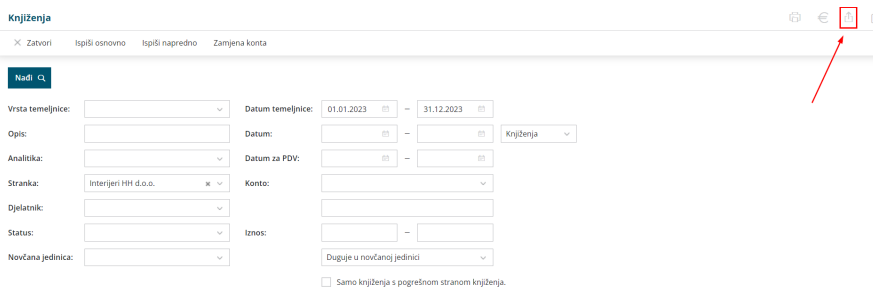 Knjiženja
Zatvori Ispiši osnovno Ispiši napredno Zamjena konta
Nađi
Vrsta temeljnice: Datum temeljnice: 01.01.2023 – 31.12.2023
Opis: Datum: – Knjiženja
Analitika: Datum za PDV: –
Stranka: Interijeri HH d.o.o. Konto:
Djelatnik:
Status: Iznos: –
Novčana jedinica: Duguje u novčanoj jedinici
Samo knjiženja s pogrešnom stranom knjiženja.